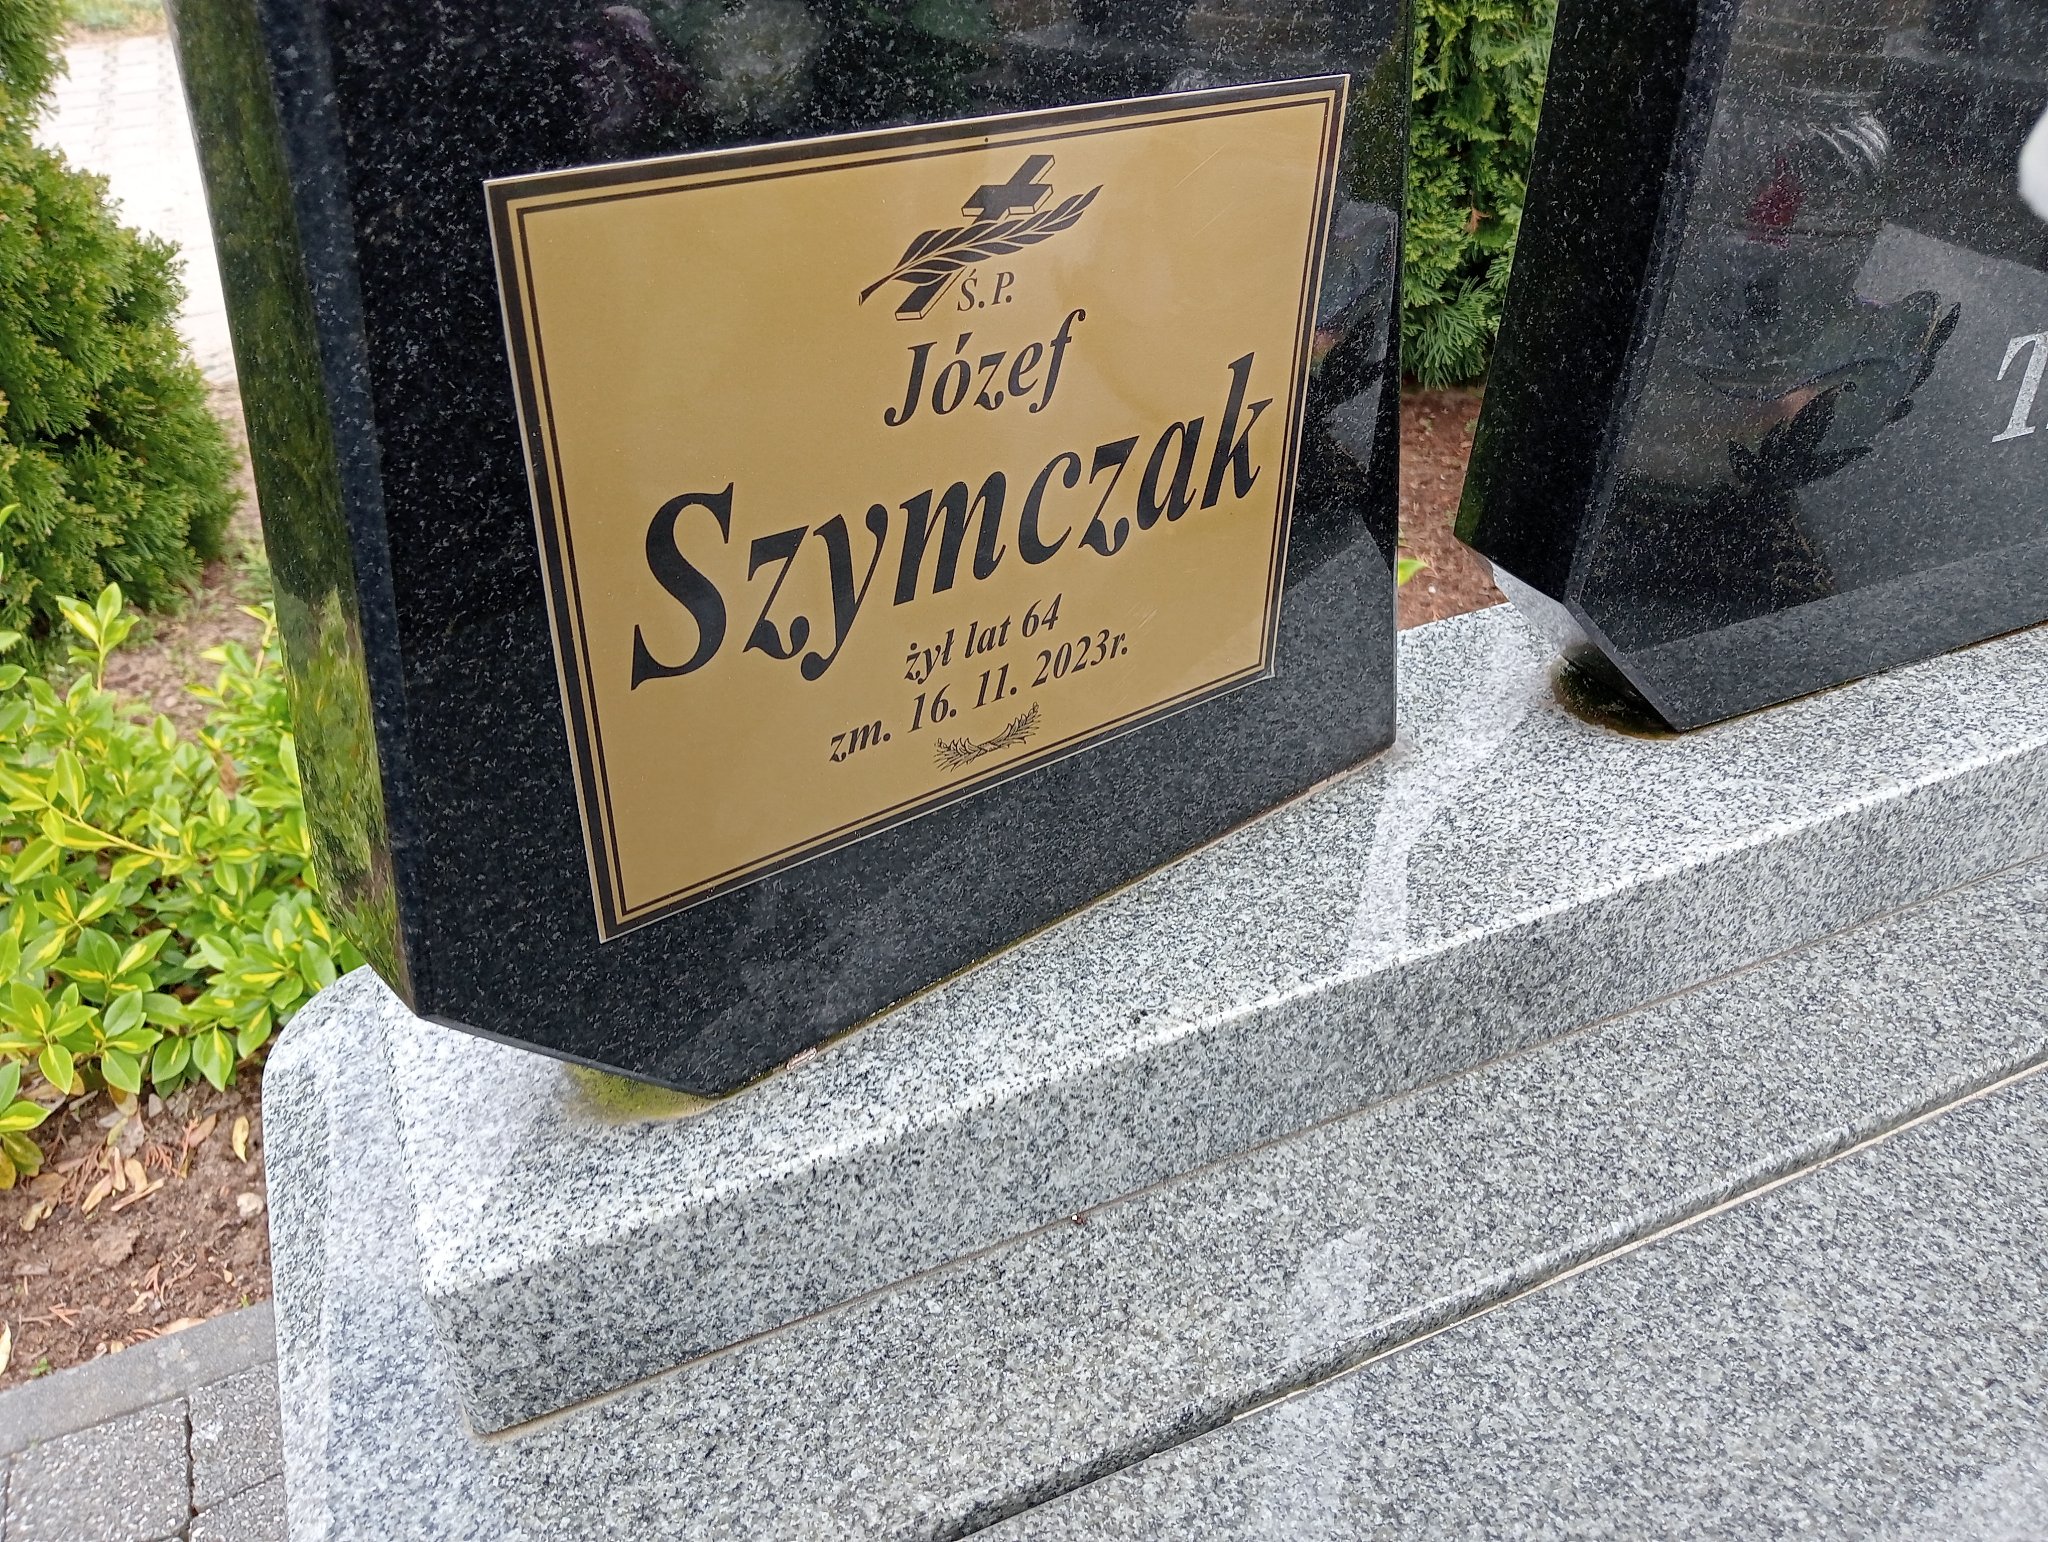 Ś. P.
Józef
Szymczak
żył lat 64
zm. 16. 11. 2023r.